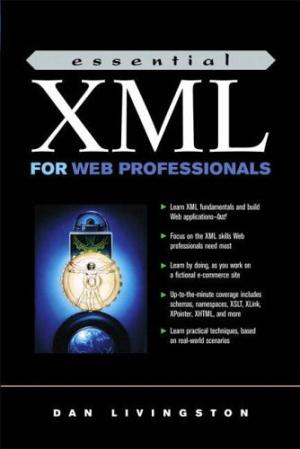 essential
XML
FOR WEB PROFESSIONALS
Learn XML fundamentals and build
Web applications–fast!
Focus on the XML skills Web
professionals need most
Learn by doing, as you work on
a fictional e-commerce site
Up-to-the-minute coverage includes
schemas, namespaces, XSLT, XLink,
XPointer, XHTML, and more
Learn practical techniques, based
on real-world scenarios
DAN LIVINGSTON